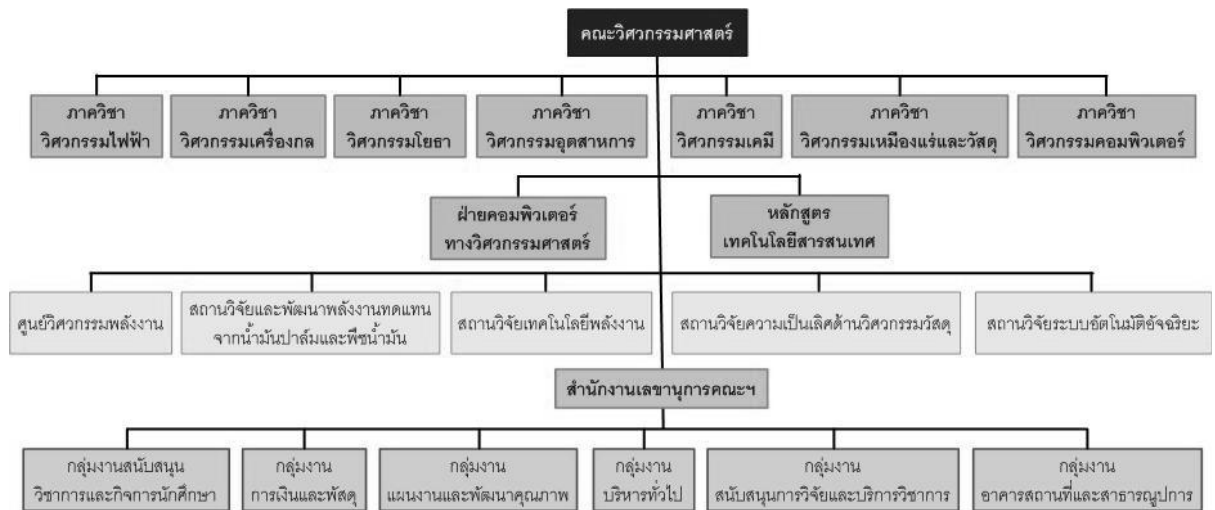 คณะวิศวกรรมศาสตร์
ภาควิชา
วิศวกรรมไฟฟ้า
ภาควิชา
วิศวกรรมเครื่องกล
ภาควิชา
วิศวกรรมโยธา
ภาควิชา
วิศวกรรมอุตสาหการ
ภาควิชา
วิศวกรรมเคมี
ภาควิชา
วิศวกรรมเหมืองแร่และวัสดุ
ภาควิชา
วิศวกรรมคอมพิวเตอร์
ฝ่ายคอมพิวเตอร์
ทางวิศวกรรมศาสตร์
หลักสูตร
เทคโนโลยีสารสนเทศ
ศูนย์วิศวกรรมพลังงาน
สถานวิจัยและพัฒนาพลังงานทดแทน
จากน้ำมันปาล์มและพืชน้ำมัน
สถานวิจัยเทคโนโลยีพลังงาน
สถานวิจัยความเป็นเลิศด้านวิศวกรรมวัสดุ
สถานวิจัยระบบอัตโนมัติอัจฉริยะ
สำนักงานเลขานุการคณะฯ
กลุ่มงานสนับสนุน
วิชาการและกิจการนักศึกษา
กลุ่มงาน
การเงินและพัสดุ
กลุ่มงาน
แผนงานและพัฒนาคุณภาพ
กลุ่มงาน
บริหารทั่วไป
กลุ่มงาน
สนับสนุนการวิจัยและบริการวิชาการ
กลุ่มงาน
อาคารสถานที่และสาธารณูปการ